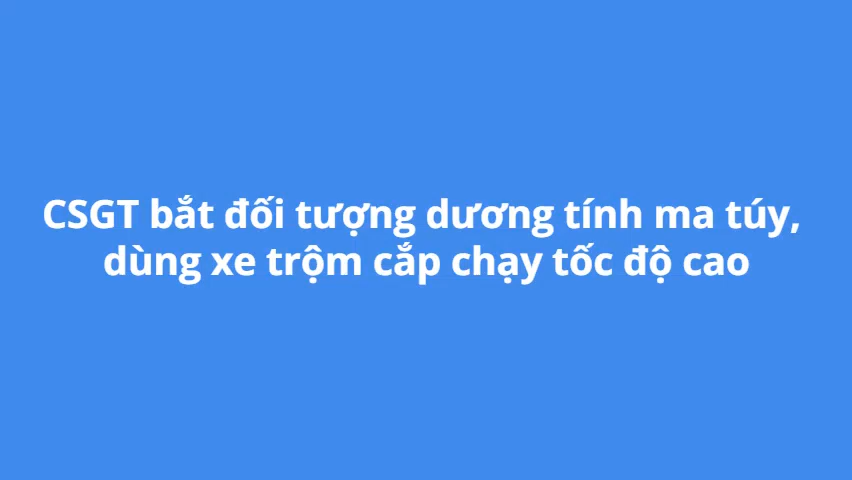 CSGT bắt đối tượng dương tính ma túy,
dùng xe trộm cắp chạy tốc độ cao